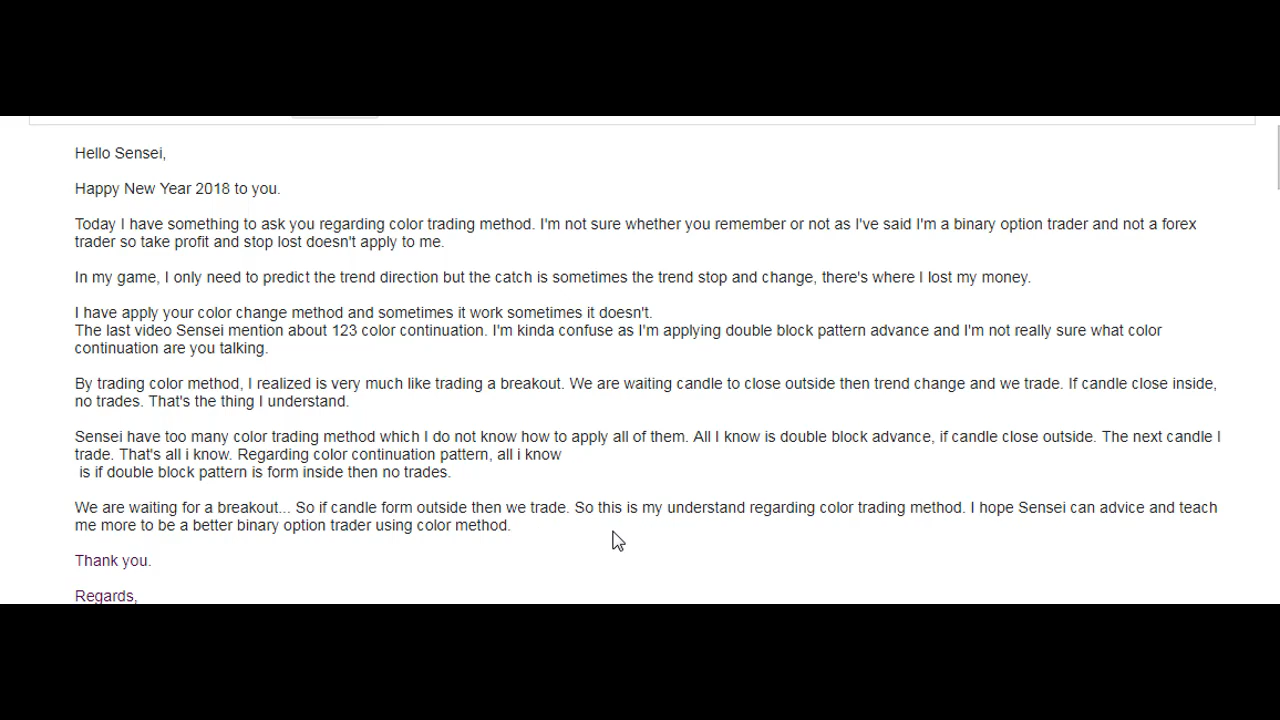 Hello Sensei,
Happy New Year 2018 to you.
Today I have something to ask you regarding color trading method. I'm not sure whether you remember or not as I've said I'm a binary option trader and not a forex
trader so take profit and stop lost doesn't apply to me.
In my game, I only need to predict the trend direction but the catch is sometimes the trend stop and change, there's where I lost my money.
I have apply your color change method and sometimes it work sometimes it doesn't.
The last video Sensei mention about 123 color continuation. I'm kinda confuse as I'm applying double block pattern advance and I'm not really sure what color
continuation are you talking.
By trading color method, I realized is very much like trading a breakout. We are waiting candle to close outside then trend change and we trade. If candle close inside,
no trades. That's the thing I understand.
Sensei have too many color trading method which I do not know how to apply all of them. All I know is double block advance, if candle close outside. The next candle I
trade. That's all i know. Regarding color continuation pattern, all i know
is if double block pattern is form inside then no trades.
We are waiting for a breakout... So if candle form outside then we trade. So this is my understand regarding color trading method. I hope Sensei can advice and teach
me more to be a better binary option trader using color method.
Thank you.
Regards,